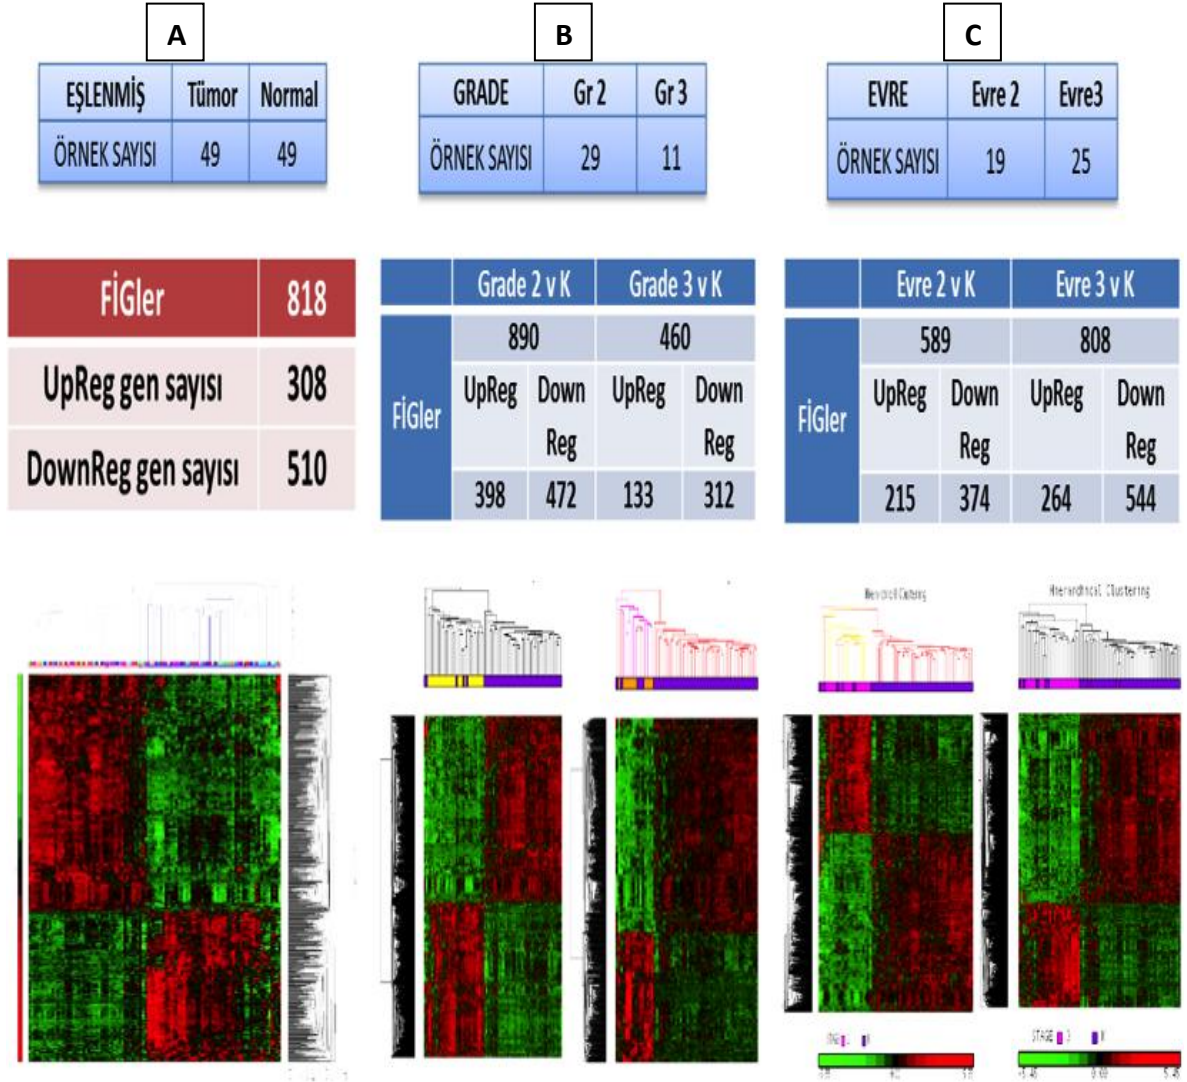 A
EŞLENMİŞ Tümor Normal
ÖRNEK SAYISI 49 49
FİGler 818
UpReg gen sayısı 308
DownReg gen sayısı 510
B
GRADE Gr 2 Gr 3
ÖRNEK SAYISI 29 11
Grade 2 v K Grade 3 v K
FİGler
890 460
UpReg Down Reg UpReg Down Reg
398 472 133 312
C
EVRE Evre 2 Evre3
ÖRNEK SAYISI 19 25
Evre 2 v K Evre 3 v K
FİGler
589 808
UpReg Down Reg UpReg Down Reg
215 374 264 544
Hierarchical Clustering
STAGE